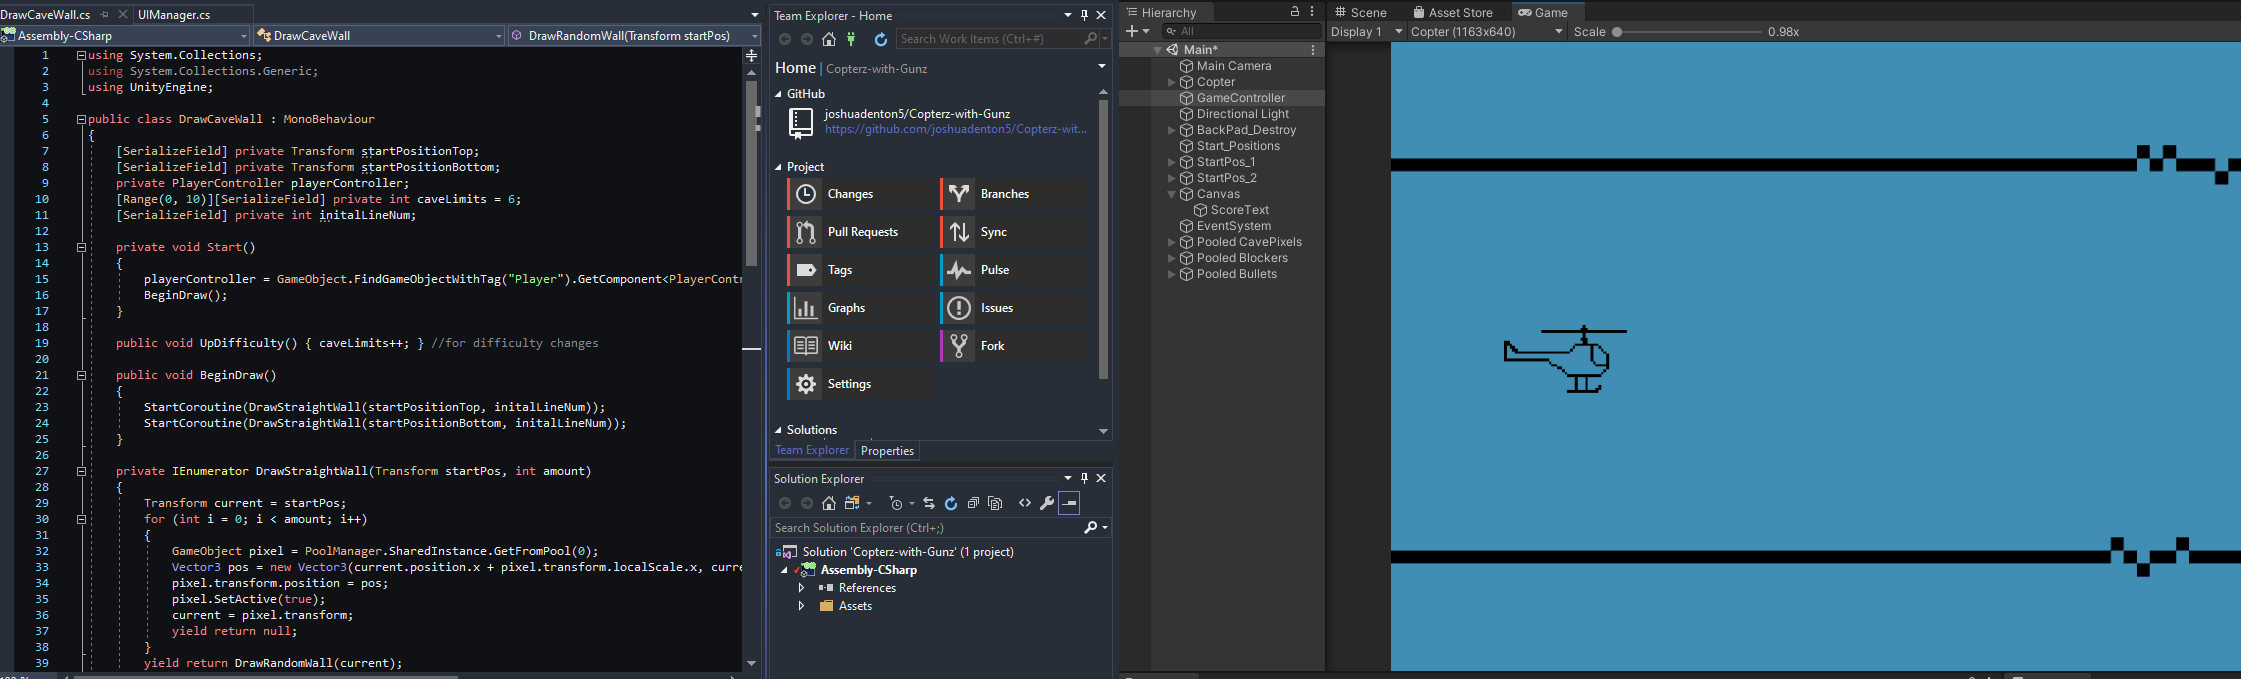 DrawCaveWall.cs
UIManager.cs
Assembly-CSharp
DrawCaveWall
DrawRandomWall(Transform startPos)
1 using System.Collections;
2 using System.Collections.Generic;
3 using UnityEngine;
4
5 public class DrawCaveWall : MonoBehaviour
6 {
7 [SerializeField] private Transform startPositionTop;
8 [SerializeField] private Transform startPositionBottom;
9 private PlayerController playerController;
10 [Range(0, 10)][SerializeField] private int caveLimits = 6;
11 [SerializeField] private int initalLineNum;
12
13 private void Start()
14 {
15 playerController = GameObject.FindGameObjectWithTag("Player").GetComponent<PlayerContr
16 BeginDraw();
17 }
18
19 public void UpDifficulty() { caveLimits++; } //for difficulty changes
20
21 public void BeginDraw()
22 {
23 StartCoroutine(DrawStraightWall(startPositionTop, initalLineNum));
24 StartCoroutine(DrawStraightWall(startPositionBottom, initalLineNum));
25 }
26
27 private IEnumerator DrawStraightWall(Transform startPos, int amount)
28 {
29 Transform current = startPos;
30 for (int i = 0; i < amount; i++)
31 {
32 GameObject pixel = PoolManager.SharedInstance.GetFromPool(0);
33 Vector3 pos = new Vector3(current.position.x + pixel.transform.localScale.x, curre
34 pixel.transform.position = pos;
35 pixel.SetActive(true);
36 current = pixel.transform;
37 yield return null;
38 }
39 yield return DrawRandomWall(current);
Team Explorer - Home
Search Work Items (Ctrl+#)
Home | Copterz-with-Gunz
GitHub
joshuadenton5/Copterz-with-Gunz
https://github.com/joshuadenton5/Copterz-wit...
Project
Changes
Branches
Pull Requests
Sync
Tags
Pulse
Graphs
Issues
Wiki
Fork
Settings
Solutions
Team Explorer
Properties
Solution Explorer
Search Solution Explorer (Ctrl+;)
Solution 'Copterz-with-Gunz' (1 project)
Assembly-CSharp
References
Assets
Hierarchy
All
Main*
Main Camera
Copter
GameController
Directional Light
BackPad_Destroy
Start_Positions
StartPos_1
StartPos_2
Canvas
ScoreText
EventSystem
Pooled CavePixels
Pooled Blockers
Pooled Bullets
Scene
Asset Store
Game
Display 1
Copter (1163x640)
Scale
0.98x